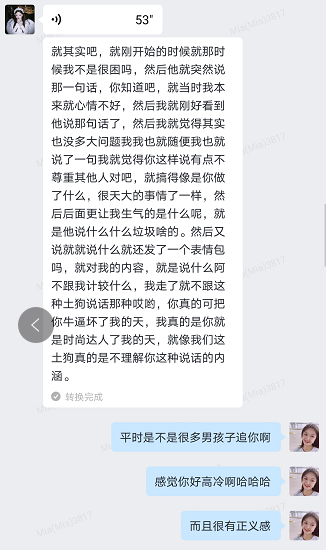 53"
就其实吧，就刚开始的时候就那时
候我不是很困吗，然后他就突然说
那一句话，你知道吧，就当时我本
来就心情不好，然后我就刚好看到
他说那句话了，然后我就觉得其实
也没多大问题我我也就随便我也就
说了一句我就觉得你这样说有点不
尊重其他人对吧，就搞得像是你做
了什么，很天大的事情了一样，然
后后面更让我生气的是什么呢，就
是他说什么什么垃圾啥的。然后又
说就就说什么就还发了一个表情包
吗，就对我的内容，就是说什么阿
不跟我计较什么，我走了就不跟这
种土狗说话那种哎哟，你真的可把
你牛逼坏了我的天，我真的是你就
是时尚达人了我的天，就像我们这
土狗真的是不理解你这种说话的内
涵。
转换完成
平时是不是很多男孩子追你啊
感觉你好高冷啊哈哈哈
而且很有正义感